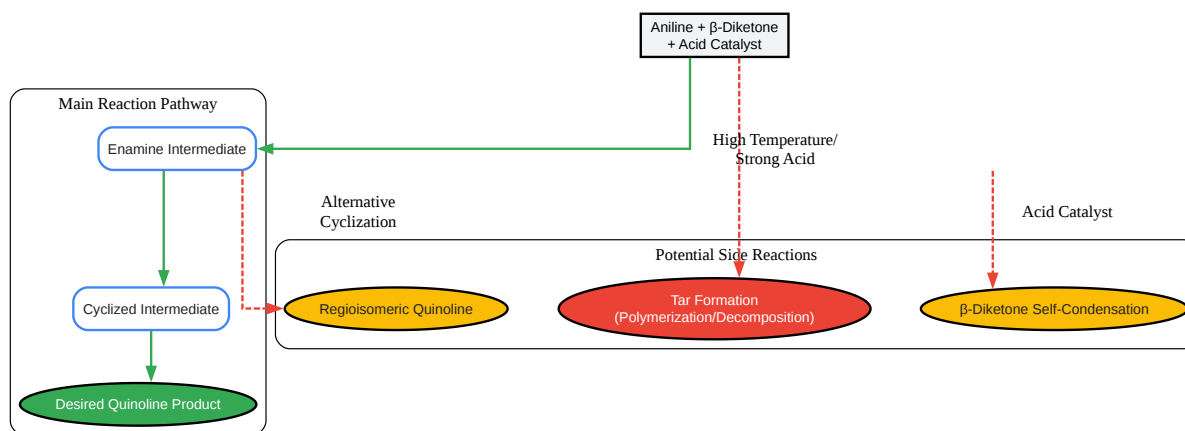 Aniline + β-Diketone
+ Acid Catalyst
Main Reaction Pathway
Enamine Intermediate
High Temperature/
Strong Acid
Alternative
Cyclization
Acid Catalyst
Potential Side Reactions
Cyclized Intermediate
Regioisomeric Quinoline
Tar Formation
(Polymerization/Decomposition)
β-Diketone Self-Condensation
Desired Quinoline Product